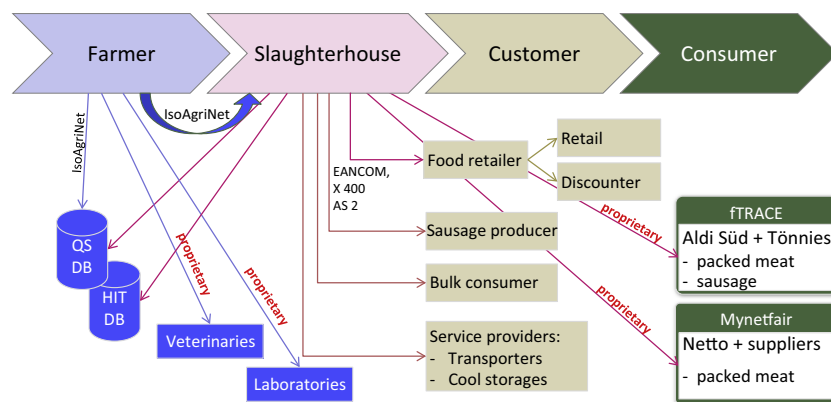 Farmer
Slaughterhouse
Customer
Consumer
IsoAgriNet
IsoAgriNet
EANCOM,
X 400
AS 2
Food retailer
Retail
Discounter
QS
DB
HIT
DB
proprietary
proprietary
proprietary
proprietary
Sausage producer
Bulk consumer
Service providers:
- Transporters
- Cool storages
Veterinaries
Laboratories
fTRACE
Aldi Süd + Tönnies
- packed meat
- sausage
Mynetfair
Netto + suppliers
- packed meat